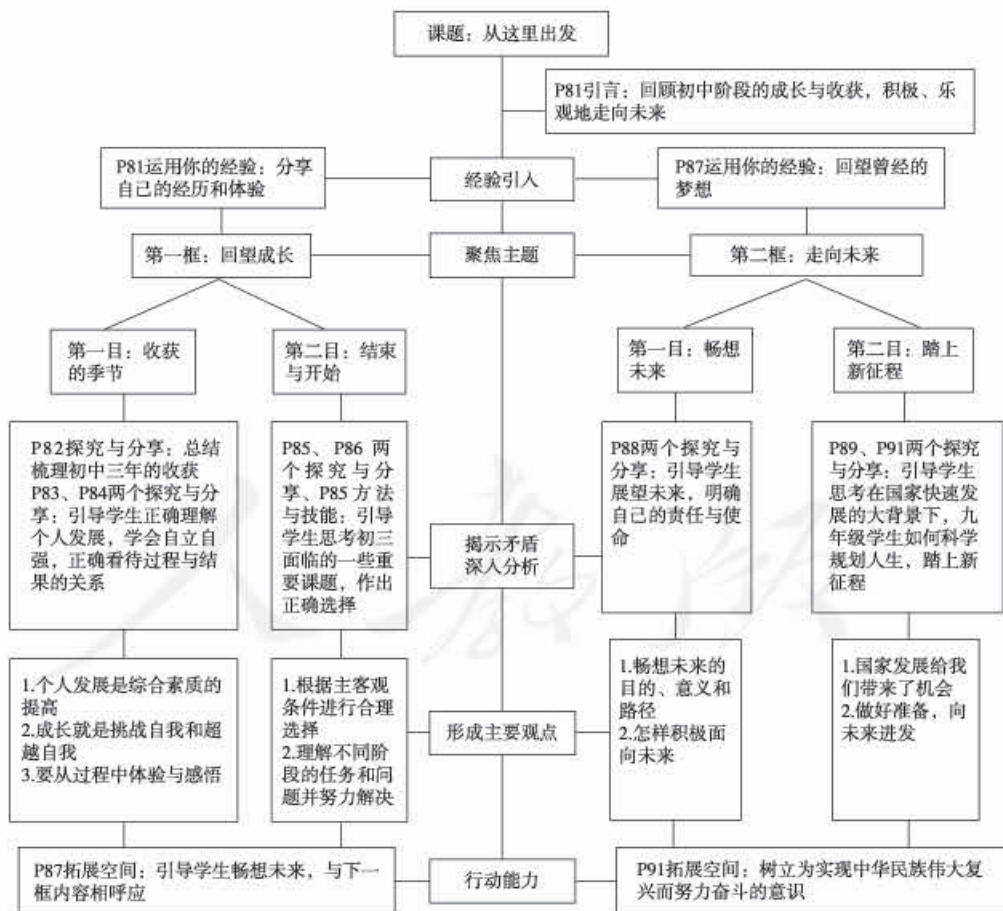 课题：从这里出发
P81引言：回顾初中阶段的成长与收获，积极、乐
观地走向未来
P81运用你的经验：分享
自己的经历和体验
经验引入
P87运用你的经验：回望曾经的
梦想
第一框：回望成长
聚焦主题
第二框：走向未来
第一目：收获
的季节
第二目：结束
与开始
第一目：畅想
未来
第二目：踏上
新征程
P82探究与分享：总结
梳理初中三年的收获
P83、P84两个探究与分
享：引导学生正确理解
个人发展，学会自立自
强，正确看待过程与结
果的关系
P85、P86 两
个探究与分
享、P85方法
与技能：引导
学生思考初三
面临的一些重
要课题，作出
正确选择
揭示矛盾
深入分析
P88两个探究与
分享：引导学生
展望未来，明确
自己的责任与使
命
P89、P91两个探究
与分享：引导学生
思考在国家快速发
展的大背景下，九
年级学生如何科学
规划人生，踏上新
征程
1.个人发展是综合素质的
提高
2.成长就是挑战自我和超
越自我
3.要从过程中体验与感悟
1.根据主客观
条件进行合理
选择
2.理解不同阶
段的任务和问
题并努力解决
形成主要观点
1.畅想未来的
目的、意义和
路径
2.怎样积极面
向未来
1.国家发展给我
们带来了机会
2.做好准备，向
未来进发
P87拓展空间：引导学生畅想未来，与下一
框内容相呼应
行动能力
P91拓展空间：树立为实现中华民族伟大复
兴而努力奋斗的意识
人教版